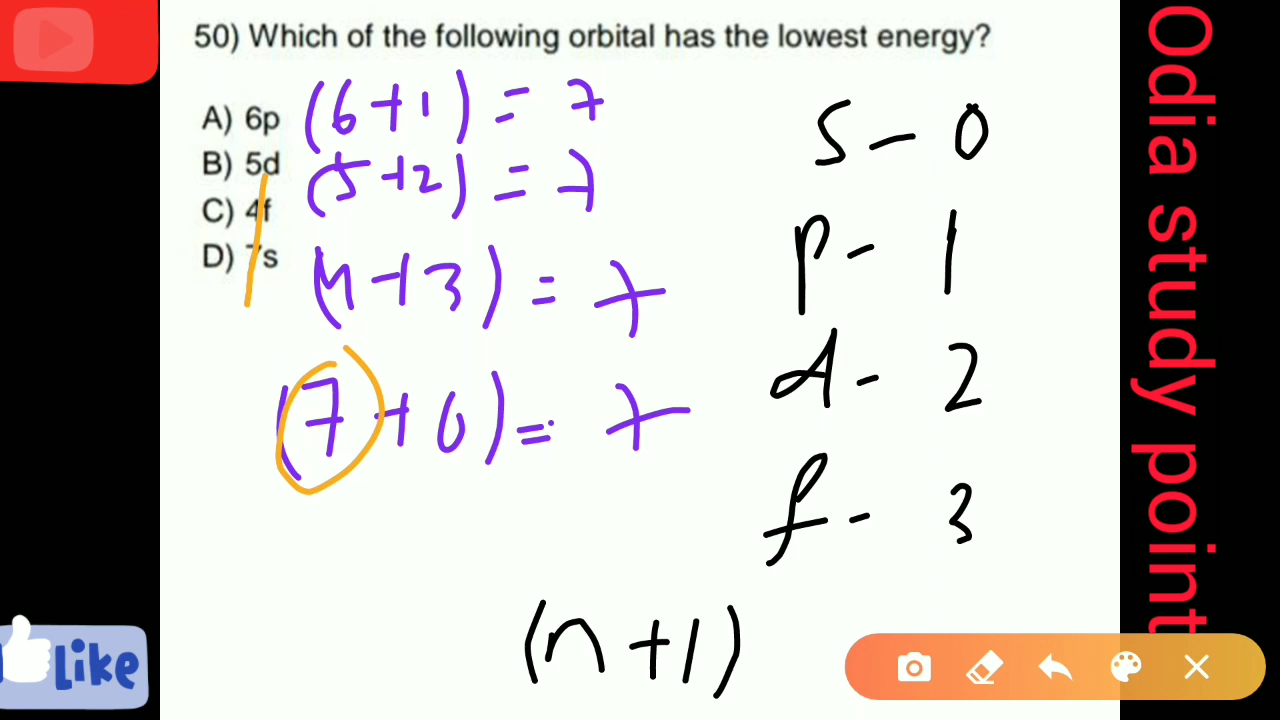 50) Which of the following orbital has the lowest energy?
A) 6p (6+1) = 7
B) 5d (5+2) = 7
C) 4f (4+3) = 7
D) 7s (7+0) = 7
s - 0
p - 1
d - 2
f - 3
(n+l)
Odia study point
Like